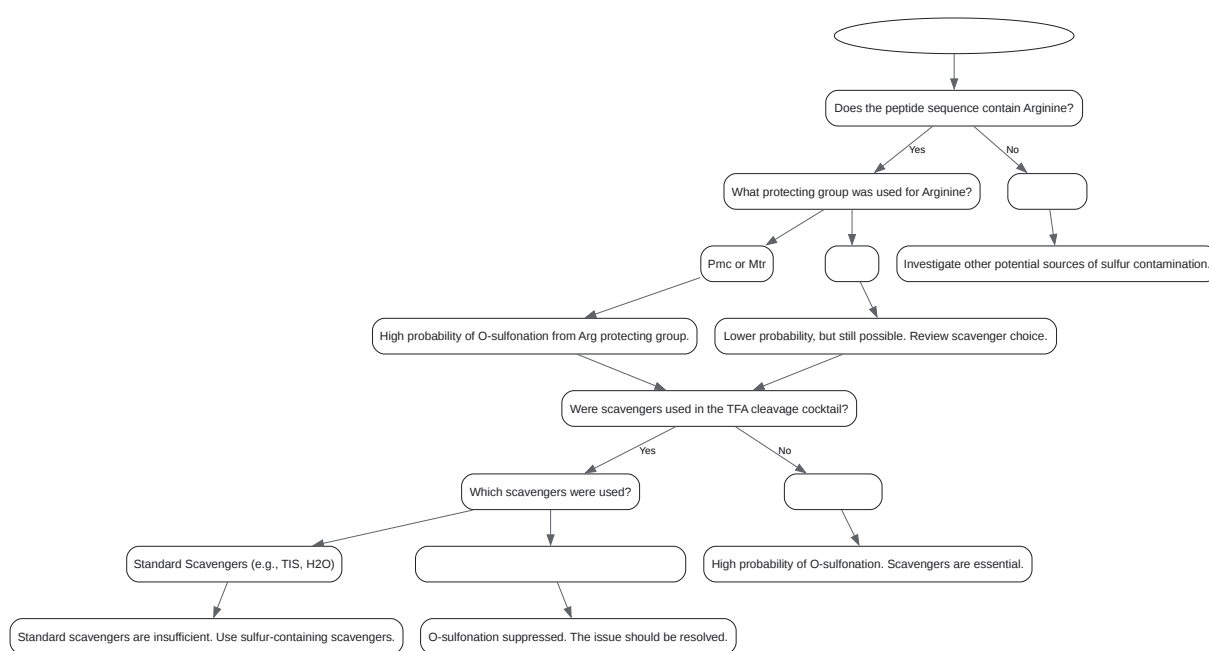 Does the peptide sequence contain Arginine?
Yes
No
What protecting group was used for Arginine?
Pmc or Mtr
Investigate other potential sources of sulfur contamination.
High probability of O-sulfonation from Arg protecting group.
Lower probability, but still possible. Review scavenger choice.
Were scavengers used in the TFA cleavage cocktail?
Yes
No
Which scavengers were used?
Standard Scavengers (e.g., TIS, H2O)
High probability of O-sulfonation. Scavengers are essential.
Standard scavengers are insufficient. Use sulfur-containing scavengers.
O-sulfonation suppressed. The issue should be resolved.